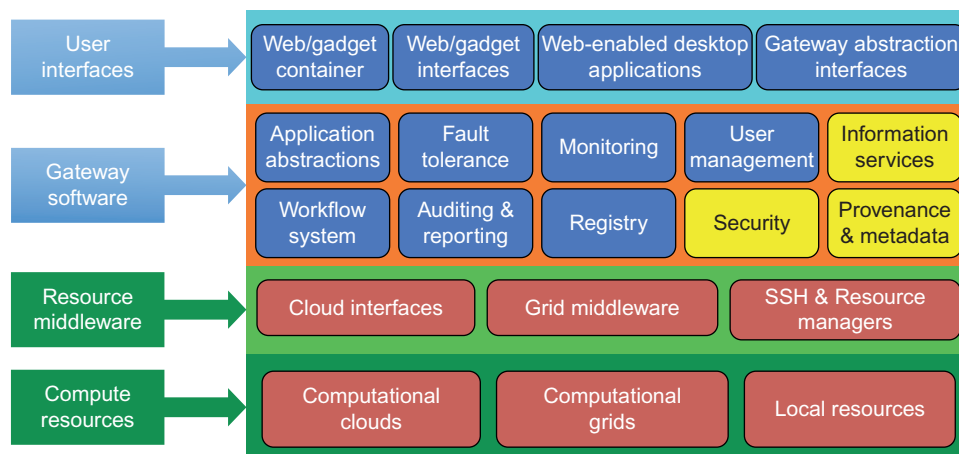 User
interfaces
Web/gadget
container
Web/gadget
interfaces
Web-enabled desktop
applications
Gateway abstraction
interfaces
Gateway
software
Application
abstractions
Fault
tolerance
Monitoring
User
management
Information
services
Workflow
system
Auditing &
reporting
Registry
Security
Provenance
& metadata
Resource
middleware
Cloud interfaces
Grid middleware
SSH & Resource
managers
Compute
resources
Computational
clouds
Computational
grids
Local resources